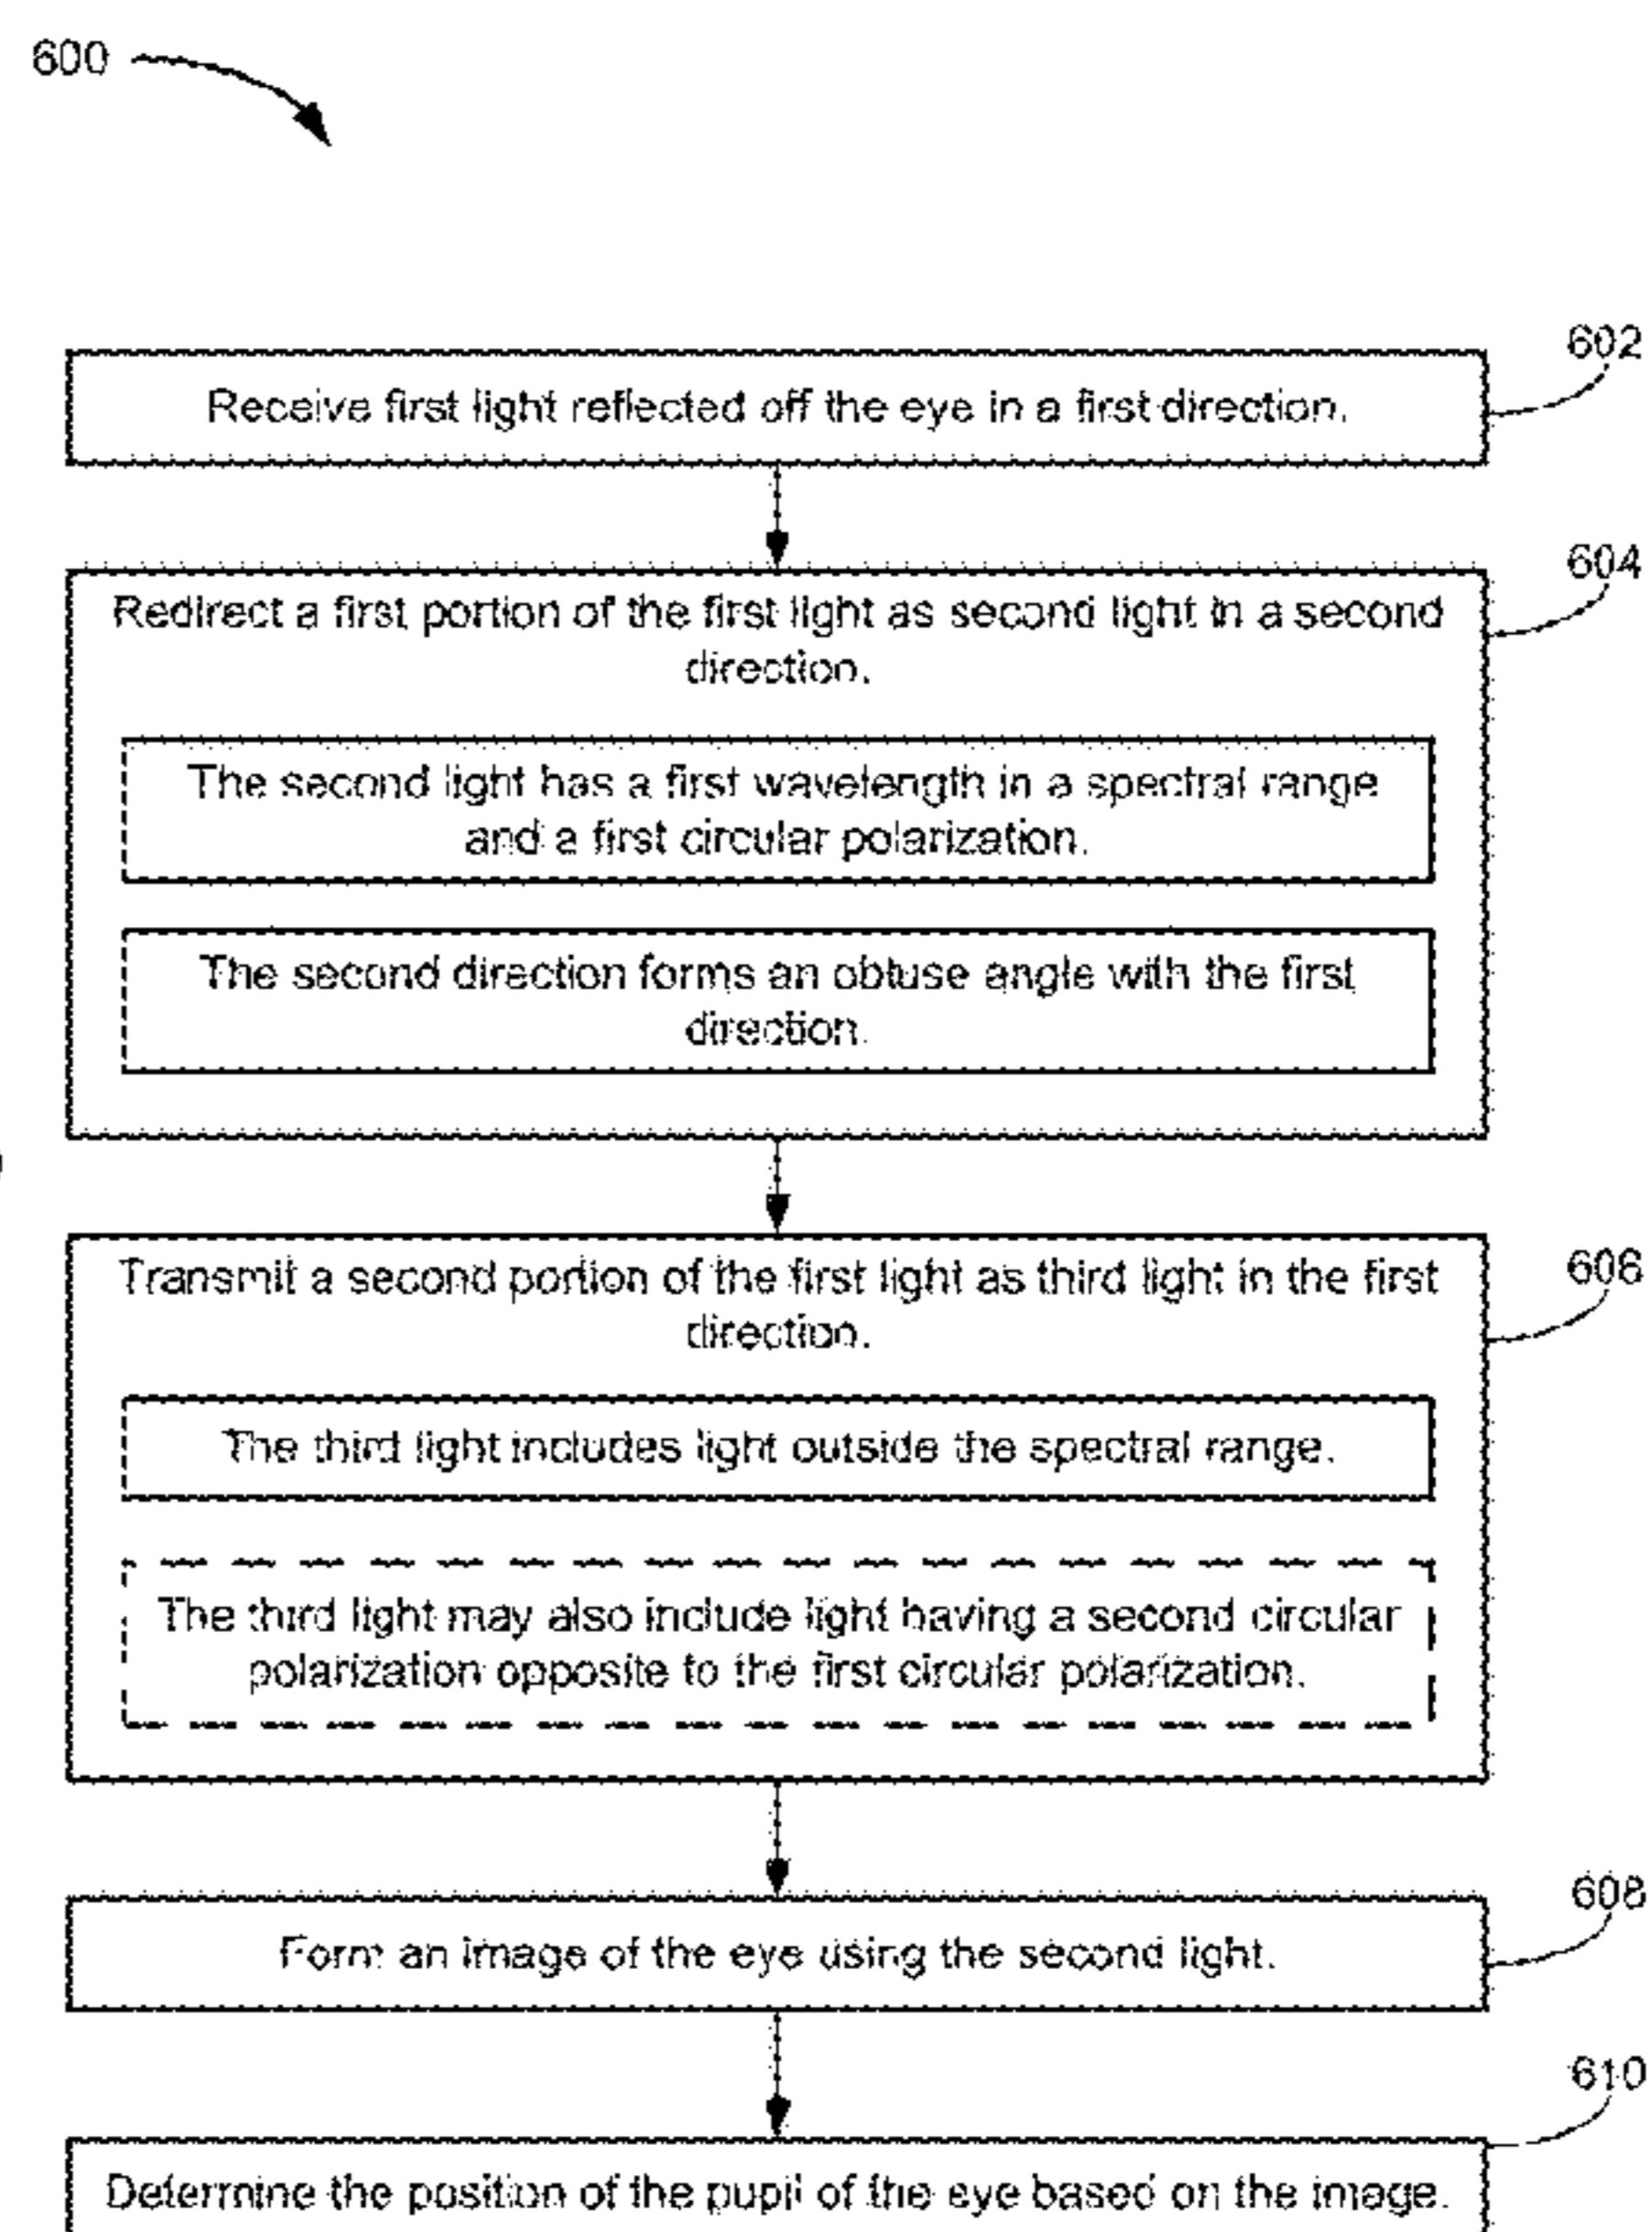 600
602
Receive first light reflected off the eye in a first direction.
604
Redirect a first portion of the first light as second light in a second
direction.
The second light has a first wavelength in a spectral range
and a first circular polarization.
The second direction forms an obtuse angle with the first
direction.
606
Transmit a second portion of the first light as third light in the first
direction.
The third light includes light outside the spectral range.
The third light may also include light having a second circular
polarization opposite to the first circular polarization.
608
Form an image of the eye using the second light.
610
Determine the position of the pupil of the eye based on the image.